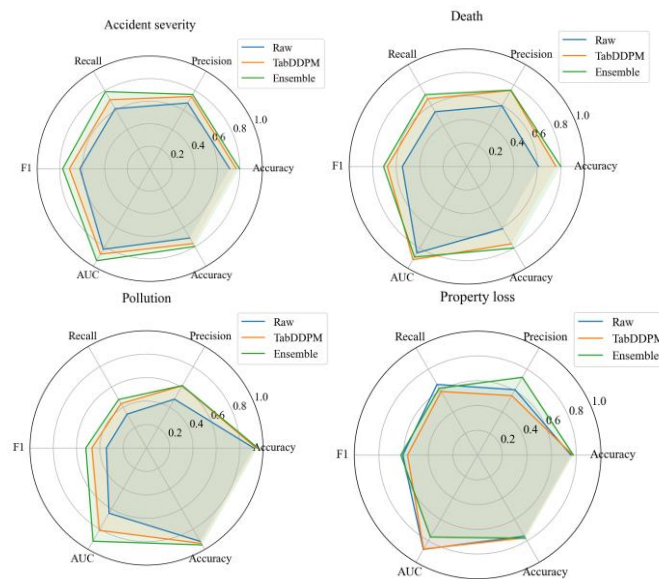 Accident severity
Recall
Precision
Raw
TabDDPM
Ensemble
F1
0.2
0.4
0.6
0.8
1.0
Accuracy
AUC
Accuracy
Death
Recall
Precision
Raw
TabDDPM
Ensemble
F1
0.2
0.4
0.6
0.8
1.0
Accuracy
AUC
Accuracy
Pollution
Recall
Precision
Raw
TabDDPM
Ensemble
F1
0.2
0.4
0.6
0.8
1.0
Accuracy
AUC
Accuracy
Property loss
Recall
Precision
Raw
TabDDPM
Ensemble
F1
0.2
0.4
0.6
0.8
1.0
Accuracy
AUC
Accuracy